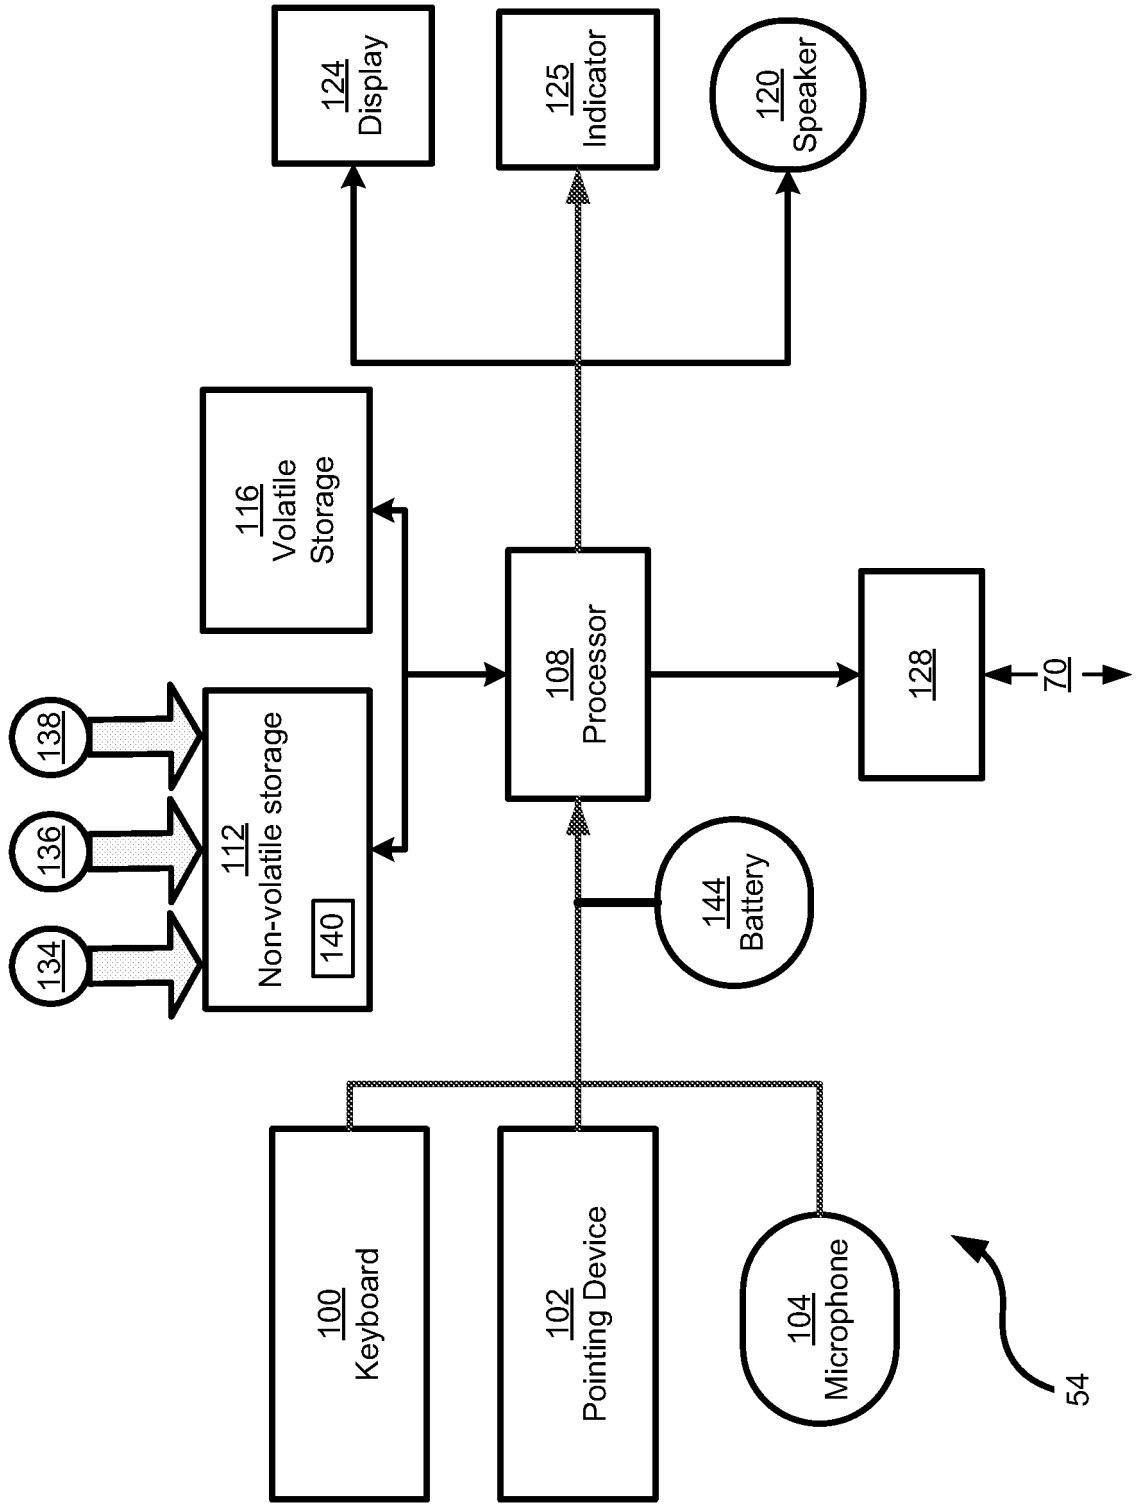 134
136
138
112
Non-volatile storage
140
116
Volatile
Storage
100
Keyboard
124
Display
102
Pointing Device
108
Processor
125
Indicator
144
Battery
104
Microphone
120
Speaker
128
70
54